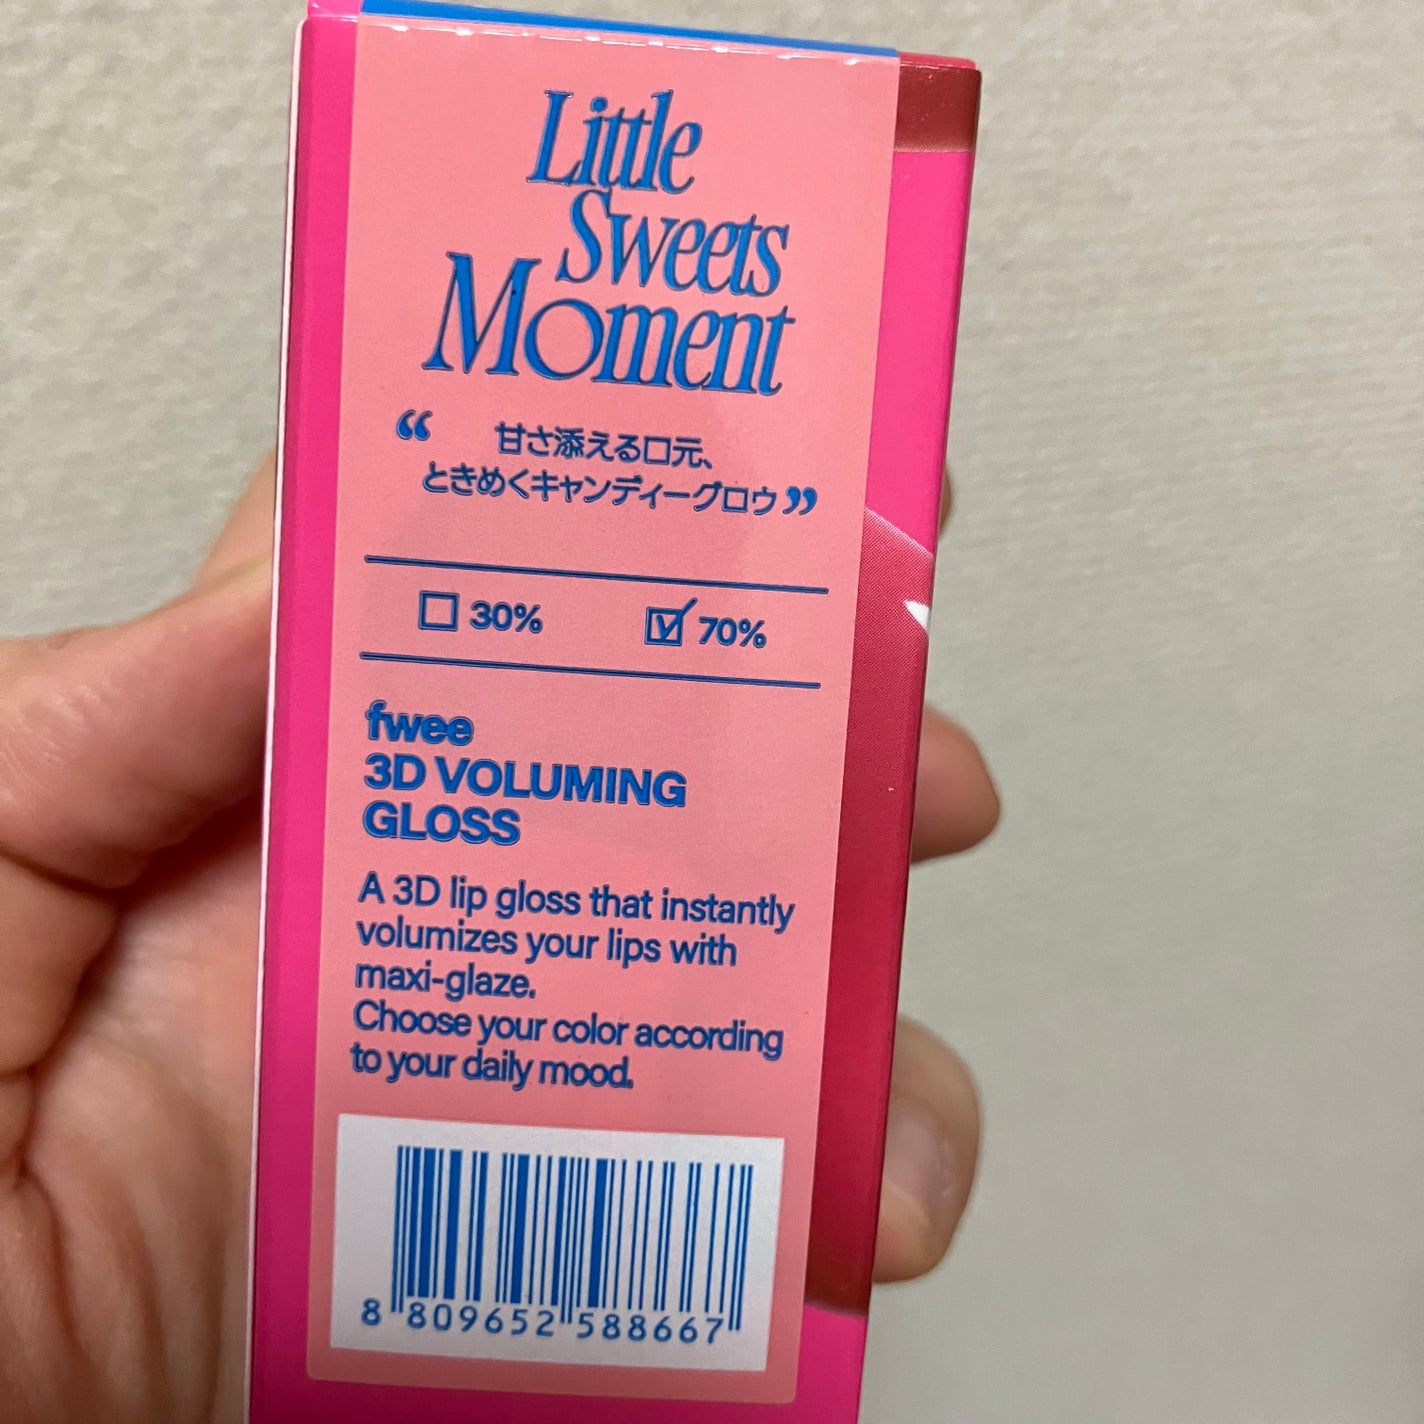 Little
Sweets
Moment
“ 甘さ添える口元、
ときめくキャンディーグロウ ”
30% 70%
fwee
3D VOLUMING
GLOSS
A 3D lip gloss that instantly
volumizes your lips with
maxi-glaze.
Choose your color according
to your daily mood.
8 809652 588667